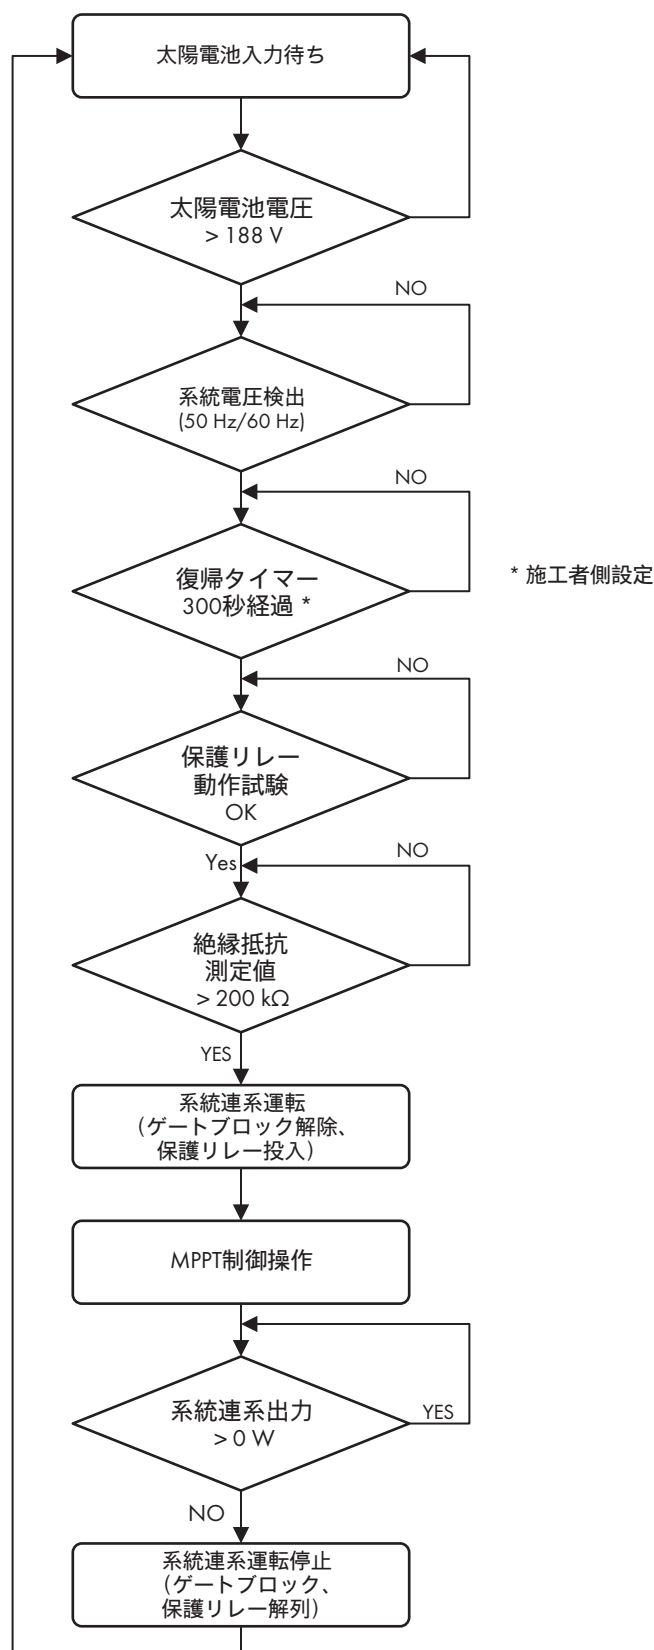 太陽電池入力待ち
太陽電池電圧
> 188 V
NO
系統電圧検出
(50 Hz/60 Hz)
NO
復帰タイマー
300秒経過 *
* 施工者側設定
NO
保護リレー
動作試験
OK
Yes
NO
絶縁抵抗
測定値
> 200 kΩ
YES
系統連系運転
(ゲートブロック解除、
保護リレー投入)
MPPT制御操作
系統連系出力
> 0 W
YES
NO
系統連系運転停止
(ゲートブロック、
保護リレー解列)